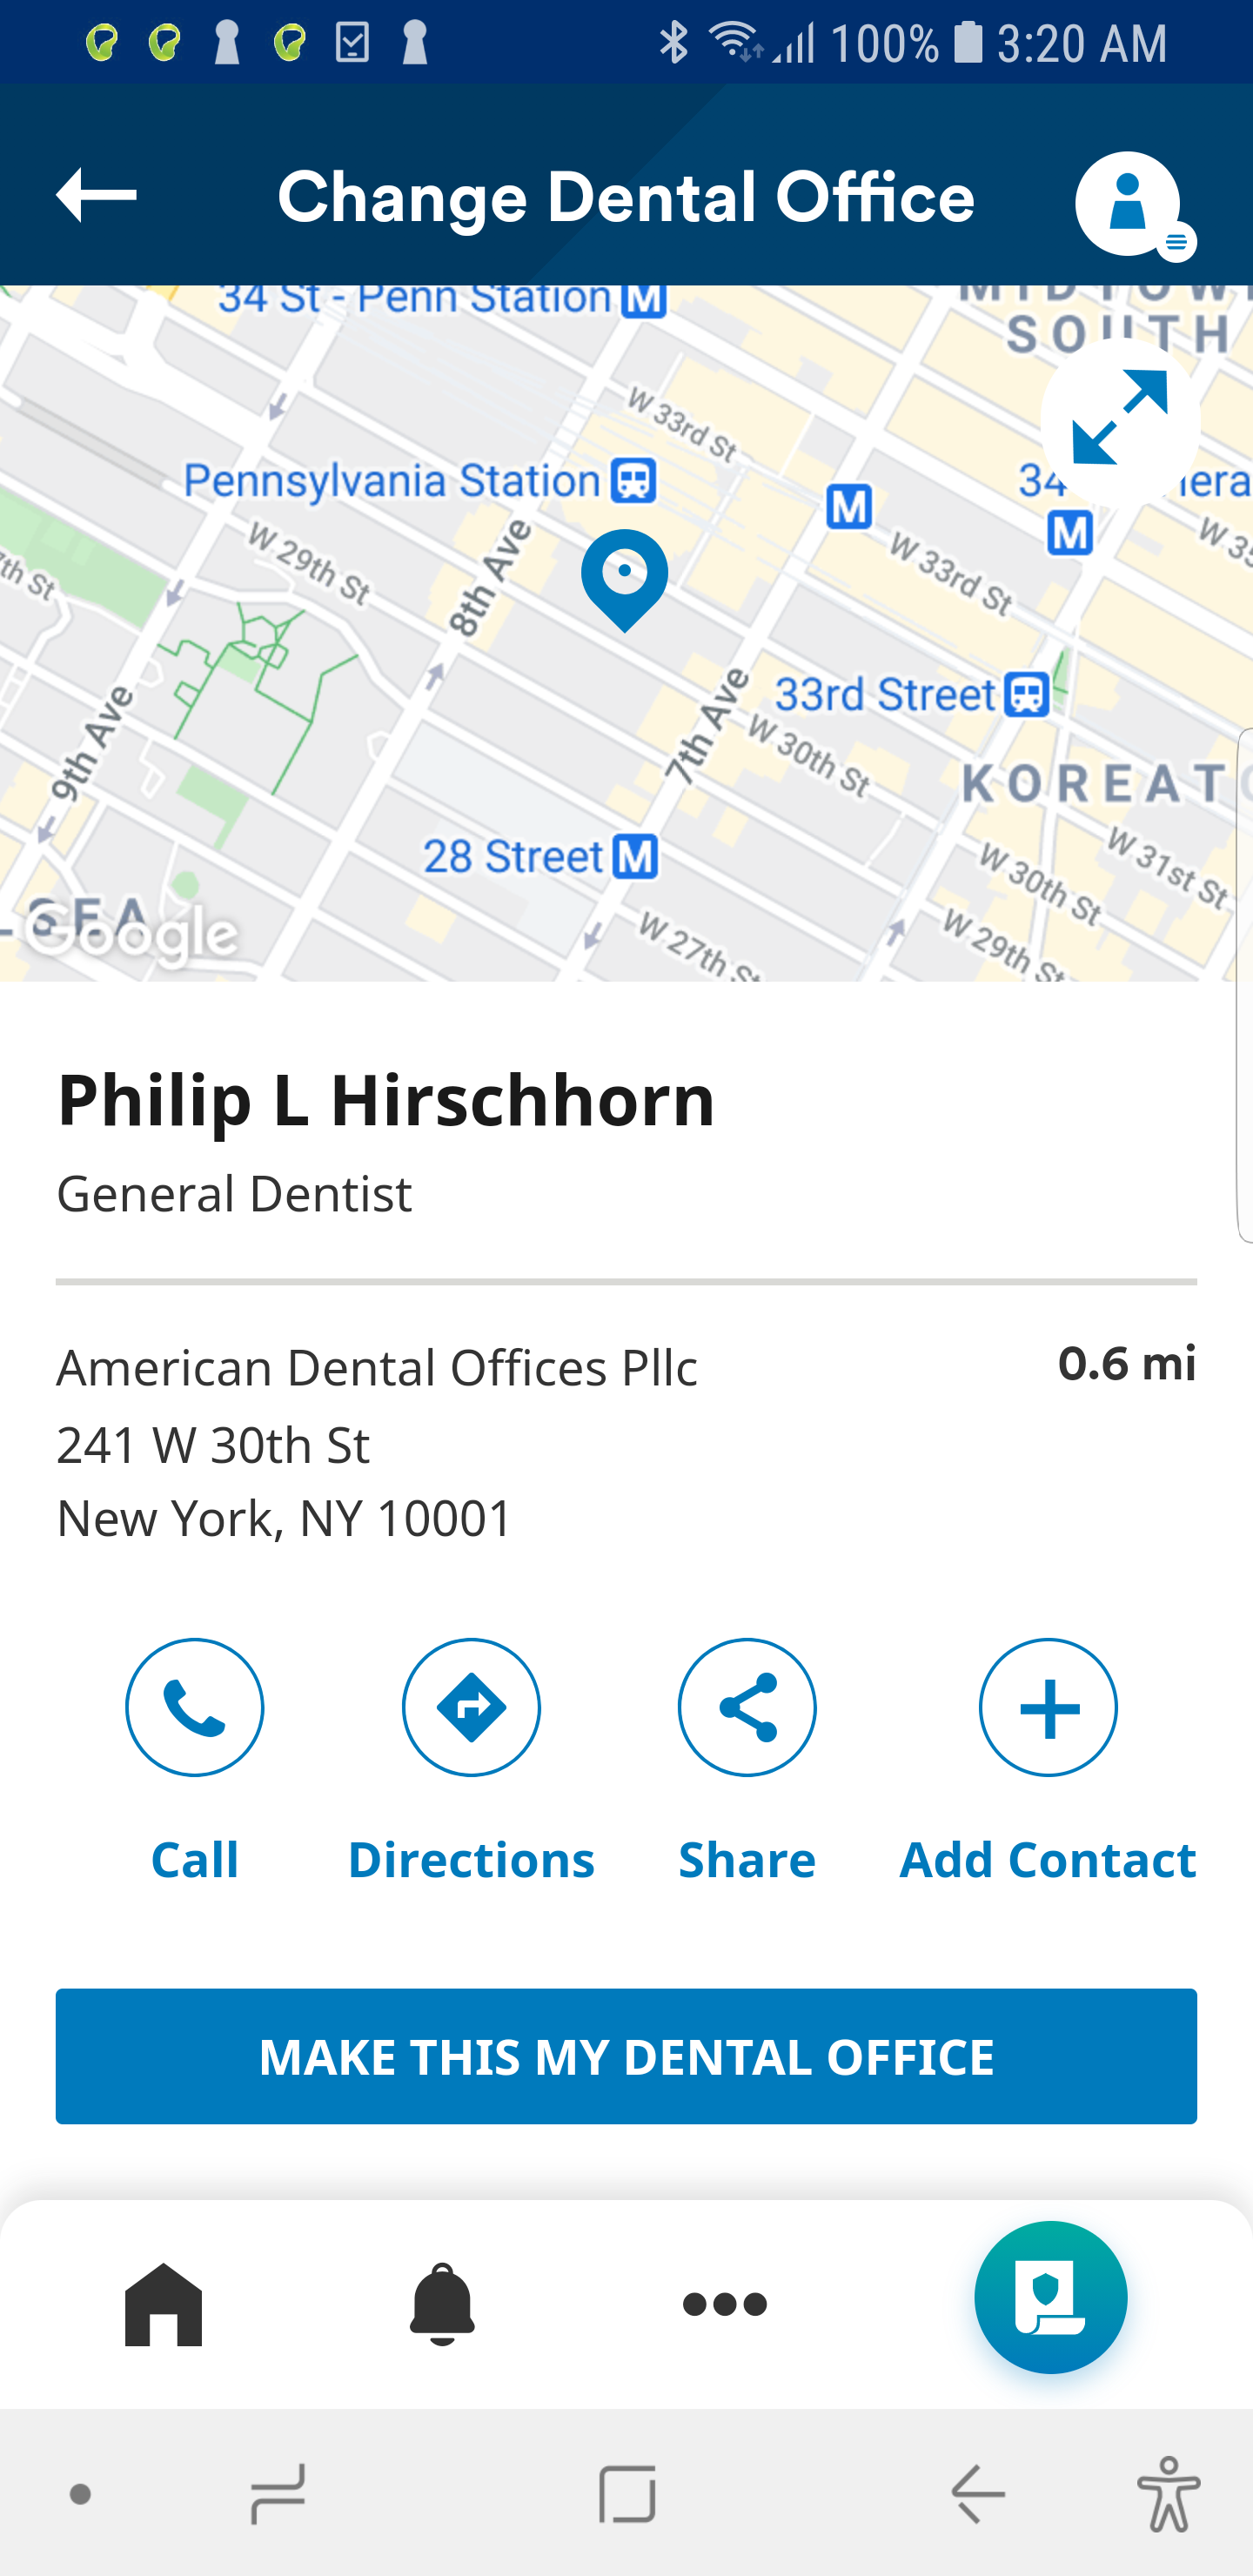 100% 3:20 AM
Change Dental Office
34 St - Penn Station M
MIDTOWN
SOUTH
W 33rd St
Pennsylvania Station
M
34
M
W 29th St
8th Ave
W 33rd St
7th St
9th Ave
7th Ave
33rd Street
W 30th St
KOREAT
28 Street M
W 31st St
W 30th St
W 29th St
W 27th St
SEA
Google
Philip L Hirschhorn
General Dentist
American Dental Offices Pllc
0.6 mi
241 W 30th St
New York, NY 10001
Call
Directions
Share
Add Contact
MAKE THIS MY DENTAL OFFICE